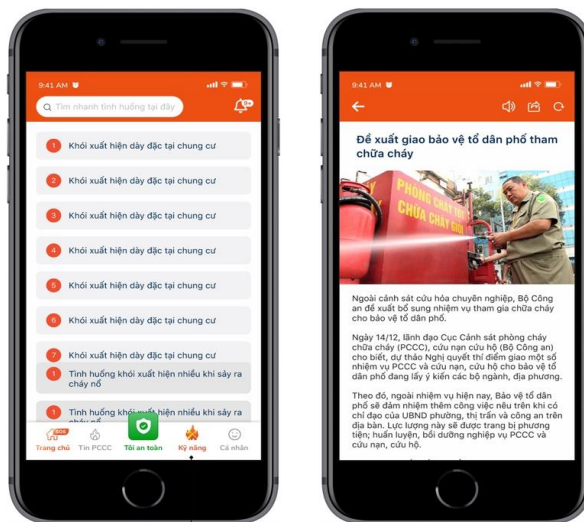 9:41 AM
Tìm nhanh tình huống tại đây
1 Khói xuất hiện dày đặc tại chung cư
2 Khói xuất hiện dày đặc tại chung cư
3 Khói xuất hiện dày đặc tại chung cư
4 Khói xuất hiện dày đặc tại chung cư
5 Khói xuất hiện dày đặc tại chung cư
6 Khói xuất hiện dày đặc tại chung cư
7 Khói xuất hiện dày đặc tại chung cư
1 Tình huống khói xuất hiện nhiều khi sảy ra
cháy nổ
1 Tình huống khói xuất hiện nhiều khi sảy ra
cháy nổ
Trang chủ Tin PCCC Tôi an toàn Kỹ năng Cá nhân
9:41 AM
Đề xuất giao bảo vệ tổ dân phố tham
chữa cháy
PHÒNG CHÁY TỐT
CHỮA CHÁY GIỎI
Ngoài cảnh sát cứu hỏa chuyên nghiệp, Bộ Công
an đề xuất bổ sung nhiệm vụ tham gia chữa cháy
cho bảo vệ tổ dân phố.
Ngày 14/12, lãnh đạo Cục Cảnh sát phòng cháy
chữa cháy (PCCC), cứu nạn cứu hộ (Bộ Công an)
cho biết, dự thảo Nghị quyết thí điểm giao một số
nhiệm vụ PCCC và cứu nạn, cứu hộ cho bảo vệ tổ
dân phố đang lấy ý kiến các bộ ngành, địa phương.
Theo đó, ngoài nhiệm vụ hiện nay, Bảo vệ tổ dân
phố sẽ đảm nhiệm thêm công việc nêu trên khi có
chỉ đạo của UBND phường, thị trấn và công an trên
địa bàn. Lực lượng này sẽ được trang bị phương
tiện; huấn luyện, bồi dưỡng nghiệp vụ PCCC và
cứu nạn, cứu hộ.